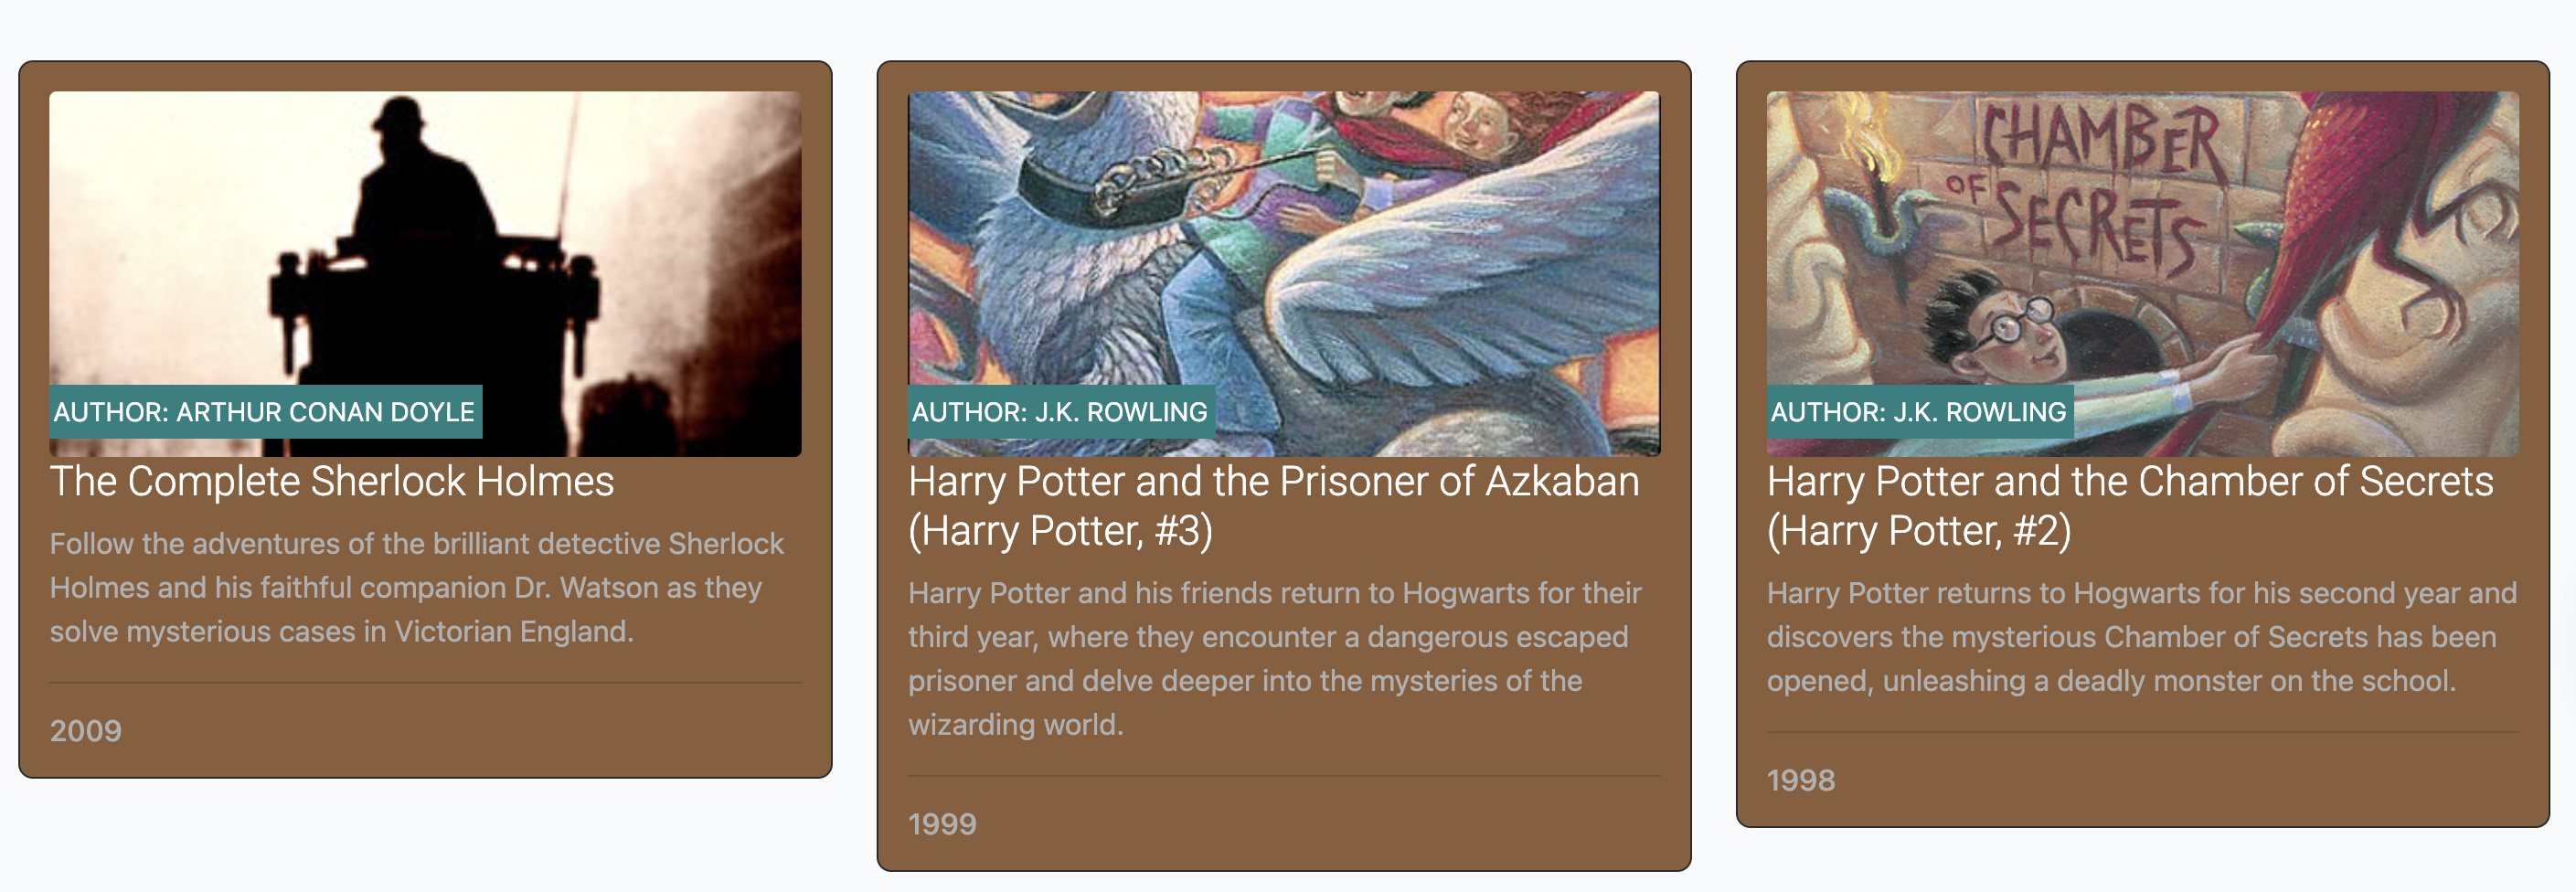 AUTHOR: ARTHUR CONAN DOYLE
The Complete Sherlock Holmes
Follow the adventures of the brilliant detective Sherlock
Holmes and his faithful companion Dr. Watson as they
solve mysterious cases in Victorian England.
2009
AUTHOR: J.K. ROWLING
Harry Potter and the Prisoner of Azkaban
(Harry Potter, #3)
Harry Potter and his friends return to Hogwarts for their
third year, where they encounter a dangerous escaped
prisoner and delve deeper into the mysteries of the
wizarding world.
1999
CHAMBER
OF
SECRETS
AUTHOR: J.K. ROWLING
Harry Potter and the Chamber of Secrets
(Harry Potter, #2)
Harry Potter returns to Hogwarts for his second year and
discovers the mysterious Chamber of Secrets has been
opened, unleashing a deadly monster on the school.
1998